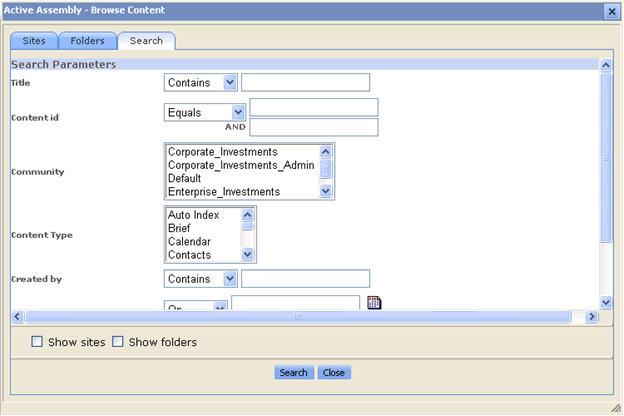 Active Assembly - Browse Content
Sites Folders Search
Search Parameters
Title Contains
Content id Equals
AND
Community Corporate_Investments
Corporate_Investments_Admin
Default
Enterprise_Investments
Content Type Auto Index
Brief
Calendar
Contacts
Created by Contains
On
Show sites Show folders
Search Close